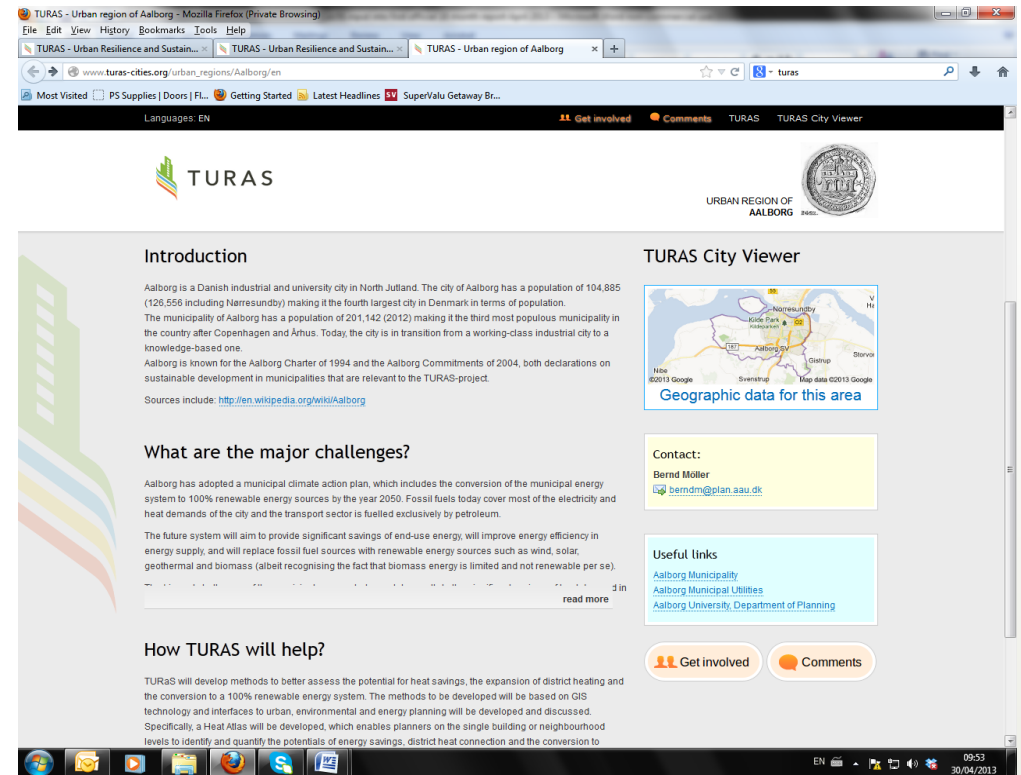 TURAS - Urban region of Aalborg - Mozilla Firefox (Private Browsing)
File Edit View History Bookmarks Tools Help
TURAS - Urban Resilience and Sustain... × TURAS - Urban Resilience and Sustain... × TURAS - Urban region of Aalborg × +
www.turas-cities.org/urban_regions/Aalborg/en turas
Most Visited PS Supplies | Doors | Fl... Getting Started Latest Headlines SV SuperValu Getaway Br...
Languages: EN Get involved Comments TURAS TURAS City Viewer
TURAS
URBAN REGION OF
AALBORG
Introduction
Aalborg is a Danish industrial and university city in North Jutland. The city of Aalborg has a population of 104,885
(126,556 including Nørresundby) making it the fourth largest city in Denmark in terms of population.
The municipality of Aalborg has a population of 201,142 (2012) making it the third most populous municipality in
the country after Copenhagen and Århus. Today, the city is in transition from a working-class industrial city to a
knowledge-based one.
Aalborg is known for the Aalborg Charter of 1994 and the Aalborg Commitments of 2004, both declarations on
sustainable development in municipalities that are relevant to the TURAS-project.
Sources include: http://en.wikipedia.org/wiki/Aalborg
What are the major challenges?
Aalborg has adopted a municipal climate action plan, which includes the conversion of the municipal energy
system to 100% renewable energy sources by the year 2050. Fossil fuels today cover most of the electricity and
heat demands of the city and the transport sector is fuelled exclusively by petroleum.
The future system will aim to provide significant savings of end-use energy, will improve energy efficiency in
energy supply, and will replace fossil fuel sources with renewable energy sources such as wind, solar,
geothermal and biomass (albeit recognising the fact that biomass energy is limited and not renewable per se).
d in
read more
How TURAS will help?
TURaS will develop methods to better assess the potential for heat savings, the expansion of district heating and
the conversion to a 100% renewable energy system. The methods to be developed will be based on GIS
technology and interfaces to urban, environmental and energy planning will be developed and discussed.
Specifically, a Heat Atlas will be developed, which enables planners on the single building or neighbourhood
levels to identify and quantify the potentials of energy savings, district heat connection and the conversion to
TURAS City Viewer
55
V
Ha
Nørresundby
Kilde Park
Kildeparken
O2
187 Aalborg SV
Gistrup
Storvor
Nibe
Svenstrup
©2013 Google Map data ©2013 Google
Geographic data for this area
Contact:
Bernd Möller
berndm@plan.aau.dk
Useful links
Aalborg Municipality
Aalborg Municipal Utilities
Aalborg University, Department of Planning
Get involved Comments
EN 09:53
30/04/2013